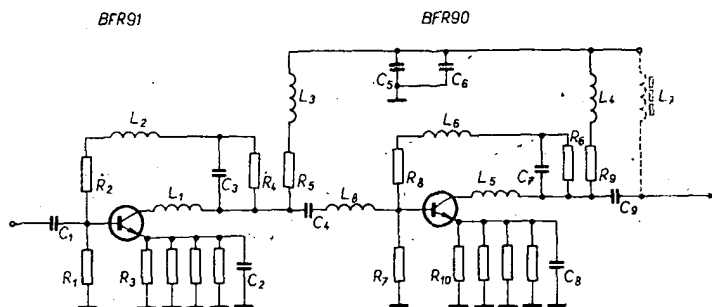 BFR91 BFR90
C5 C6
L3 L4 L7
L2 L6
R2 C3 R4 R5 R8 C7 R6 R9
L1 L8 L5
C1 C4 C9
R1 R3 C2 R7 R10 C8